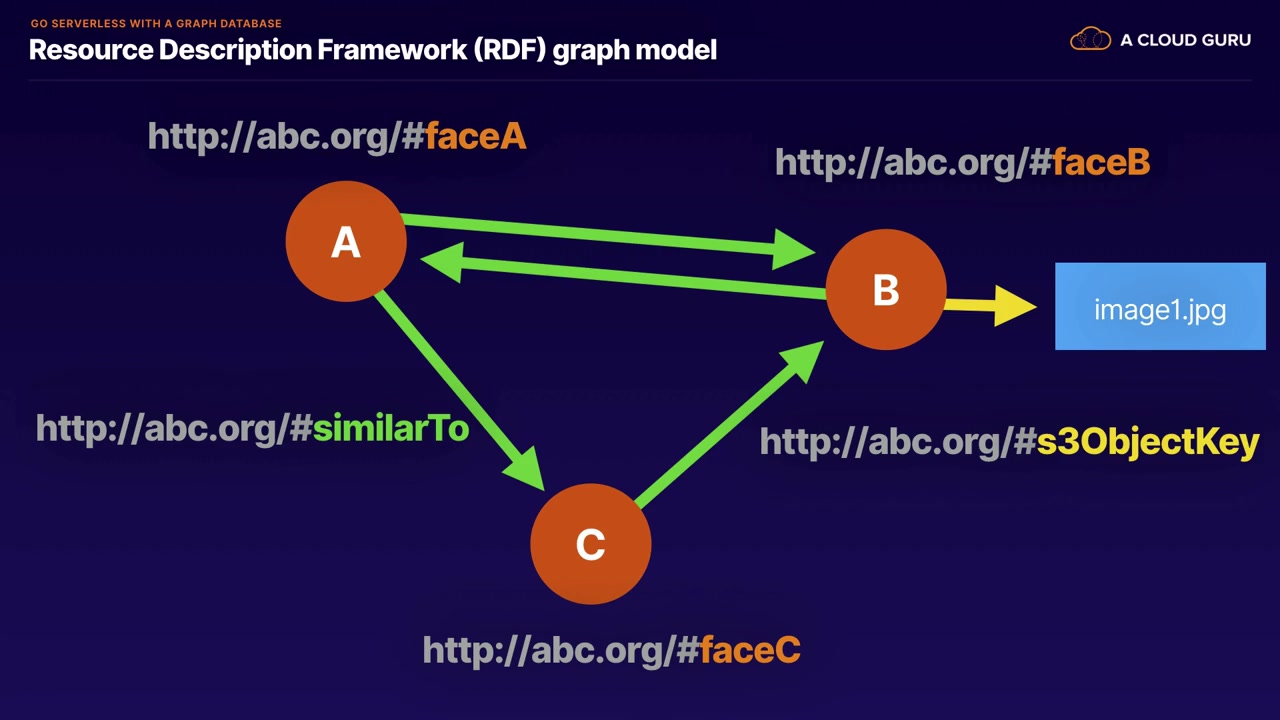 GO SERVERLESS WITH A GRAPH DATABASE
Resource Description Framework (RDF) graph model
A CLOUD GURU
http://abc.org/#faceA
http://abc.org/#faceB
A
B
image1.jpg
http://abc.org/#similarTo
http://abc.org/#s3ObjectKey
C
http://abc.org/#faceC